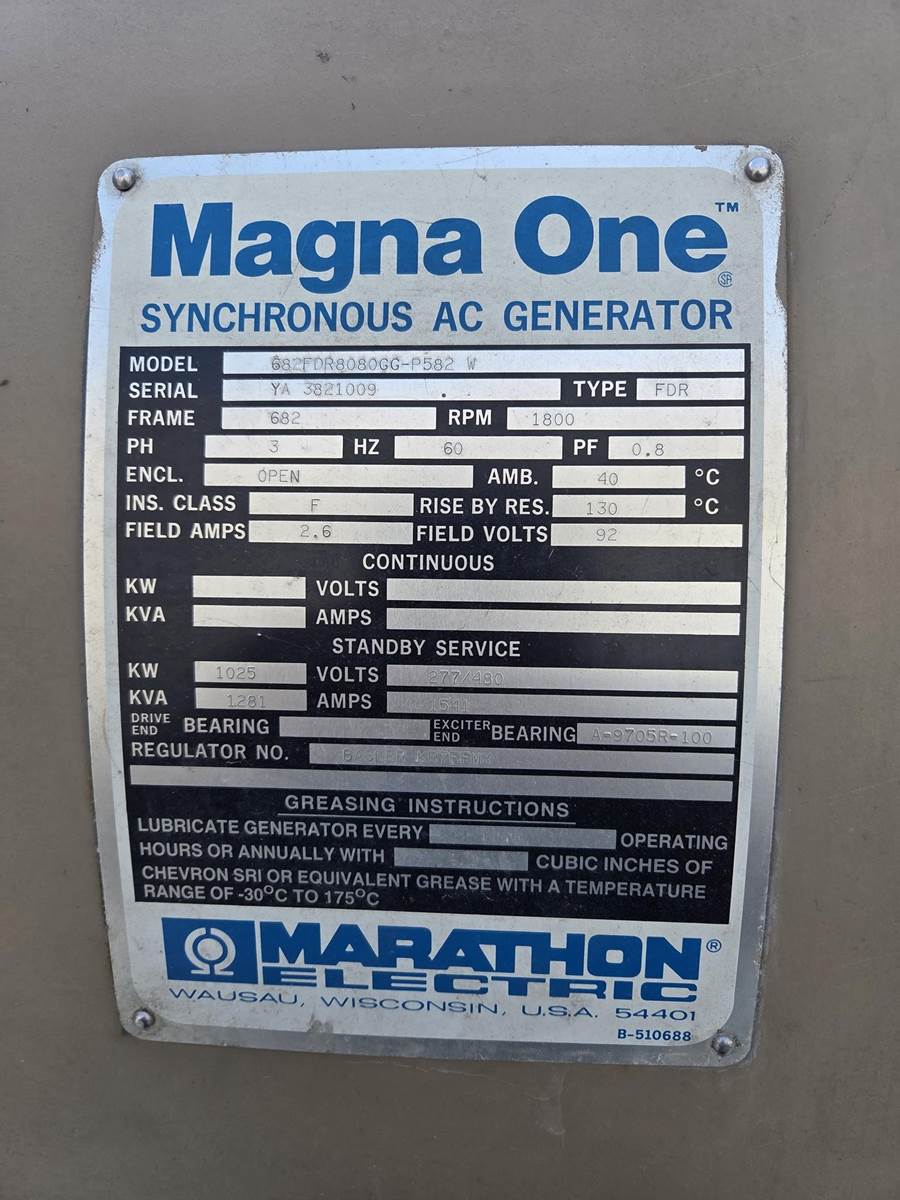 Magna One™
SA
SYNCHRONOUS AC GENERATOR
MODEL 682FDR8080GG-P582 W
SERIAL YA 3821009 TYPE FDR
FRAME 682 RPM 1800
PH 3 HZ 60 PF 0.8
ENCL. OPEN AMB. 40 °C
INS. CLASS F RISE BY RES. 130 °C
FIELD AMPS 2.6 FIELD VOLTS 92
CONTINUOUS
KW VOLTS
KVA AMPS
STANDBY SERVICE
KW 1025 VOLTS 277/480
KVA 1281 AMPS 1541
DRIVE END BEARING EXCITER END BEARING A-9705R-100
REGULATOR NO. BASLER
GREASING INSTRUCTIONS
LUBRICATE GENERATOR EVERY OPERATING
HOURS OR ANNUALLY WITH CUBIC INCHES OF
CHEVRON SRI OR EQUIVALENT GREASE WITH A TEMPERATURE
RANGE OF -30°C TO 175°C
MARATHON®
ELECTRIC
WAUSAU, WISCONSIN, U.S.A. 54401
B-510688